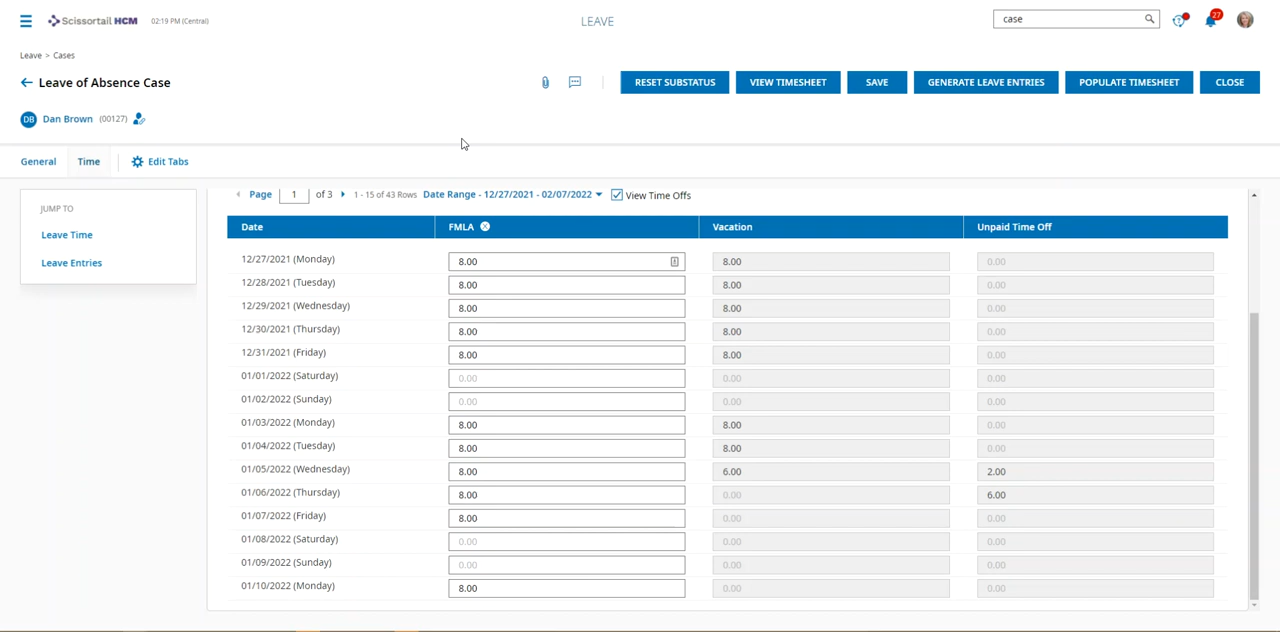 Scissortail HCM 02:19 PM (Central) LEAVE case 27
Leave > Cases
Leave of Absence Case RESET SUBSTATUS VIEW TIMESHEET SAVE GENERATE LEAVE ENTRIES POPULATE TIMESHEET CLOSE
DB Dan Brown (00127)
General Time Edit Tabs
JUMP TO
Leave Time
Leave Entries
Page 1 of 3 1 - 15 of 43 Rows Date Range - 12/27/2021 - 02/07/2022 View Time Offs
Date FMLA Vacation Unpaid Time Off
12/27/2021 (Monday) 8.00 8.00 0.00
12/28/2021 (Tuesday) 8.00 8.00 0.00
12/29/2021 (Wednesday) 8.00 8.00 0.00
12/30/2021 (Thursday) 8.00 8.00 0.00
12/31/2021 (Friday) 8.00 8.00 0.00
01/01/2022 (Saturday) 0.00 0.00 0.00
01/02/2022 (Sunday) 0.00 0.00 0.00
01/03/2022 (Monday) 8.00 8.00 0.00
01/04/2022 (Tuesday) 8.00 8.00 0.00
01/05/2022 (Wednesday) 8.00 6.00 2.00
01/06/2022 (Thursday) 8.00 0.00 6.00
01/07/2022 (Friday) 8.00 0.00 0.00
01/08/2022 (Saturday) 0.00 0.00 0.00
01/09/2022 (Sunday) 0.00 0.00 0.00
01/10/2022 (Monday) 8.00 0.00 0.00